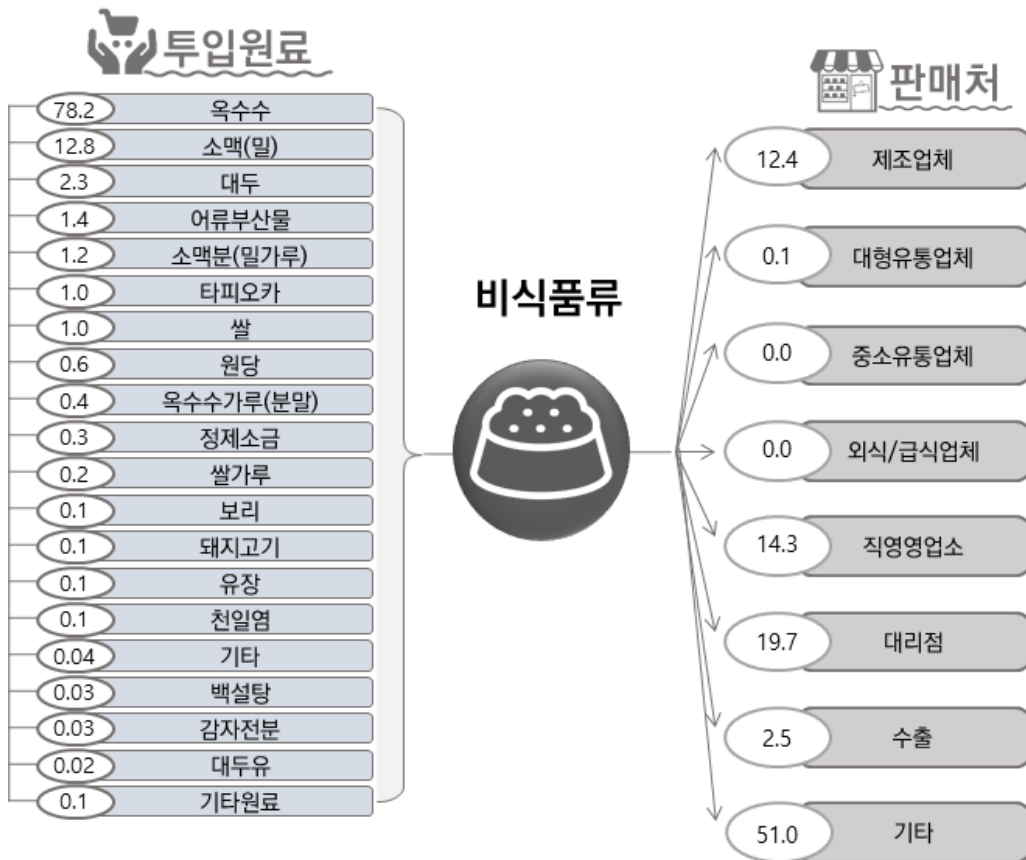 투입원료
78.2 옥수수
12.8 소맥(밀)
2.3 대두
1.4 어류부산물
1.2 소맥분(밀가루)
1.0 타피오카
1.0 쌀
0.6 원당
0.4 옥수수가루(분말)
0.3 정제소금
0.2 쌀가루
0.1 보리
0.1 돼지고기
0.1 유장
0.1 천일염
0.04 기타
0.03 백설탕
0.03 감자전분
0.02 대두유
0.1 기타원료
비식품류
판매처
12.4 제조업체
0.1 대형유통업체
0.0 중소유통업체
0.0 외식/급식업체
14.3 직영영업소
19.7 대리점
2.5 수출
51.0 기타